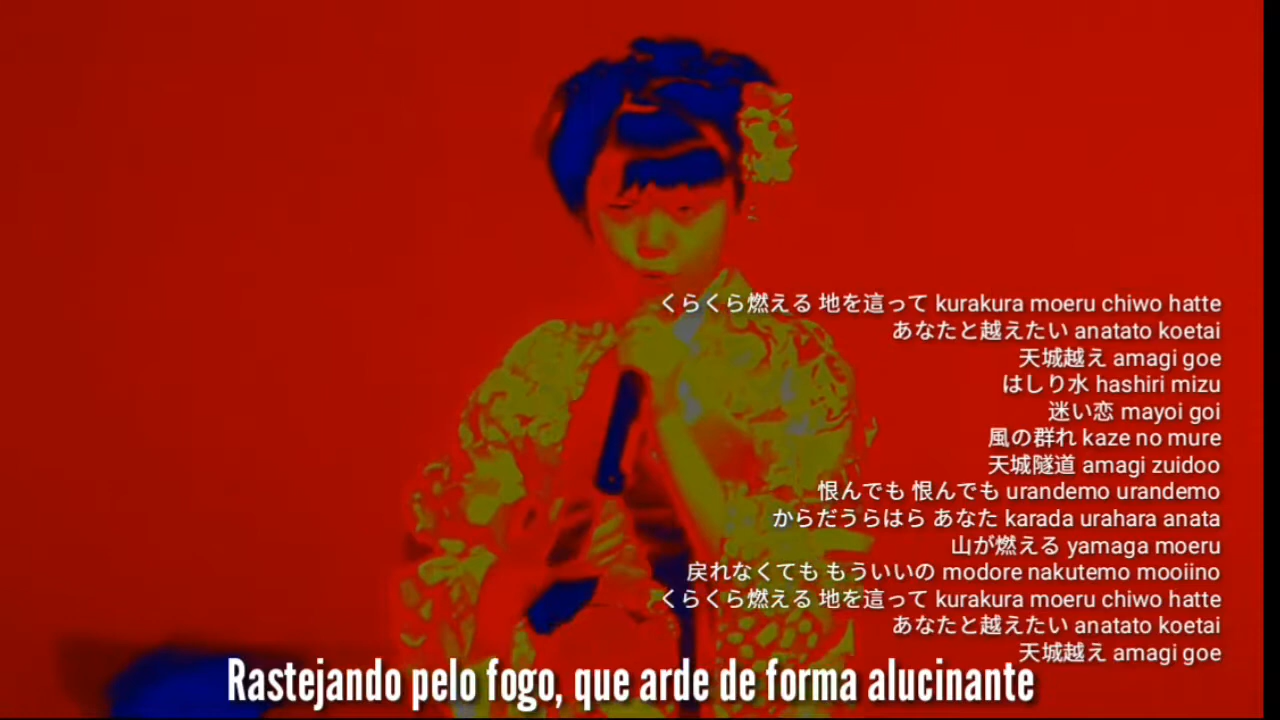 くらくら燃える 地を這って kurakura moeru chiwo hatte
あなたと越えたい anatato koetai
天城越え amagi goe
はしり水 hashiri mizu
迷い恋 mayoi goi
風の群れ kaze no mure
天城隧道 amagi zuidoo
恨んでも 恨んでも urandemo urandemo
からだうらはら あなた karada urahara anata
山が燃える yamaga moeru
戻れなくても もういいの modore nakutemo mooiino
くらくら燃える 地を這って kurakura moeru chiwo hatte
あなたと越えたい anatato koetai
天城越え amagi goe
Rastejando pelo fogo, que arde de forma alucinante